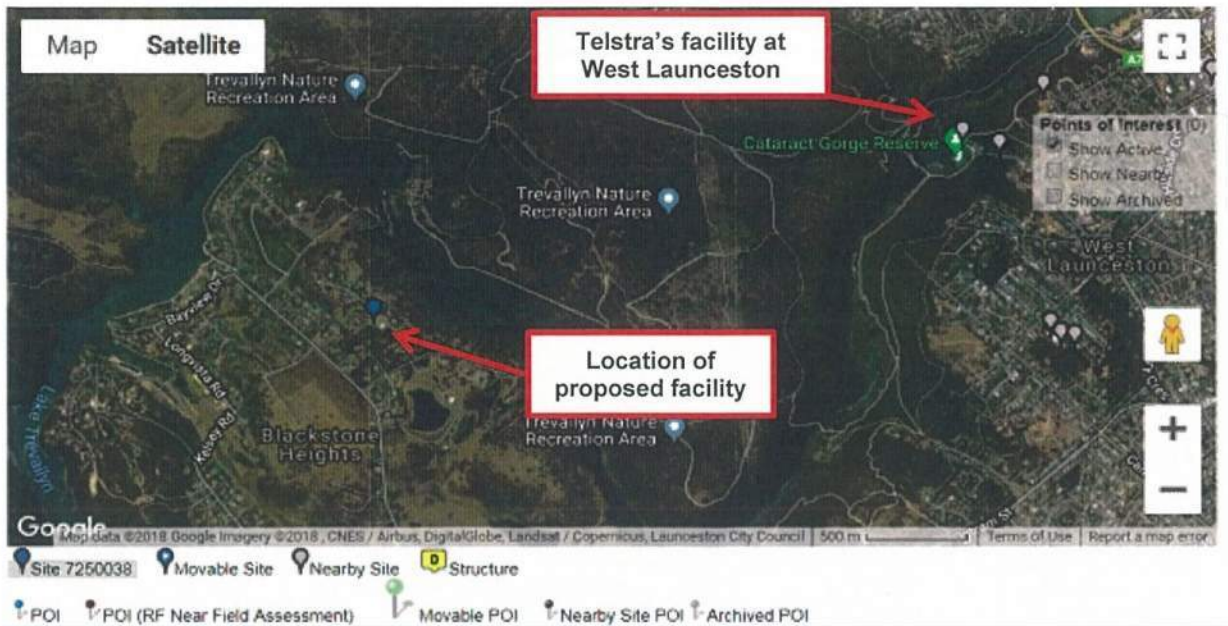 Map Satellite
Telstra's facility at
West Launceston
Trevallyn Nature
Recreation Area
A7
Points of Interest (0)
Show Active
Show Nearby
Show Archived
Cataract Gorge Reserve
Trevallyn Nature
Recreation Area
West
Launceston
Bayview Dr
Longvista Rd
Kelsey Rd
Lake Trevallyn
Location of
proposed facility
Blackstone
Heights
Trevallyn Nature
Recreation Area
Google
Map data ©2018 Google Imagery ©2018 , CNES / Airbus, DigitalGlobe, Landsat / Copernicus, Launceston City Council 500 m Terms of Use Report a map error
Site 7250038 Movable Site Nearby Site D Structure
POI POI (RF Near Field Assessment) Movable POI Nearby Site POI Archived POI